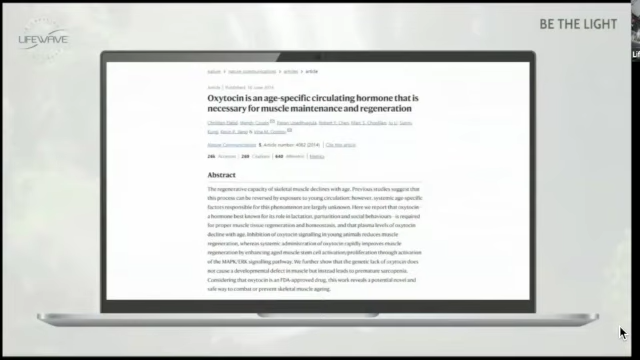 LIFEWAVE
BE THE LIGHT
nature > nature communications > articles > article
Article | Published: 10 June 2014
Oxytocin is an age-specific circulating hormone that is
necessary for muscle maintenance and regeneration
Nature Communications 5, Article number: 4082 (2014) | Cite this article
Accesses Citations Altmetric Metrics
Abstract
The regenerative capacity of skeletal muscle declines with age. Previous studies suggest that
this process can be reversed by exposure to young circulation; however, systemic age-specific
factors responsible for this phenomenon are largely unknown. Here we report that oxytocin
a hormone best known for its role in lactation, parturition and social behaviours - is required
for proper muscle tissue regeneration and homeostasis, and that plasma levels of oxytocin
decline with age. Inhibition of oxytocin signalling in young animals reduces muscle
regeneration, whereas systemic administration of oxytocin rapidly improves muscle
regeneration by enhancing aged muscle stem cell activation/proliferation through activation
of the MAPK/ERK signalling pathway. We further show that the genetic lack of oxytocin does
not cause a developmental defect in muscle but instead leads to premature sarcopenia.
Considering that oxytocin is an FDA-approved drug, this work reveals a potential novel and
safe way to combat or prevent skeletal muscle ageing.